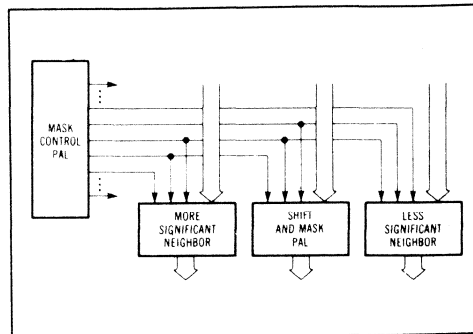 MASK
CONTROL
PAL
MORE
SIGNIFICANT
NEIGHBOR
SHIFT
AND MASK
PAL
LESS
SIGNIFICANT
NEIGHBOR